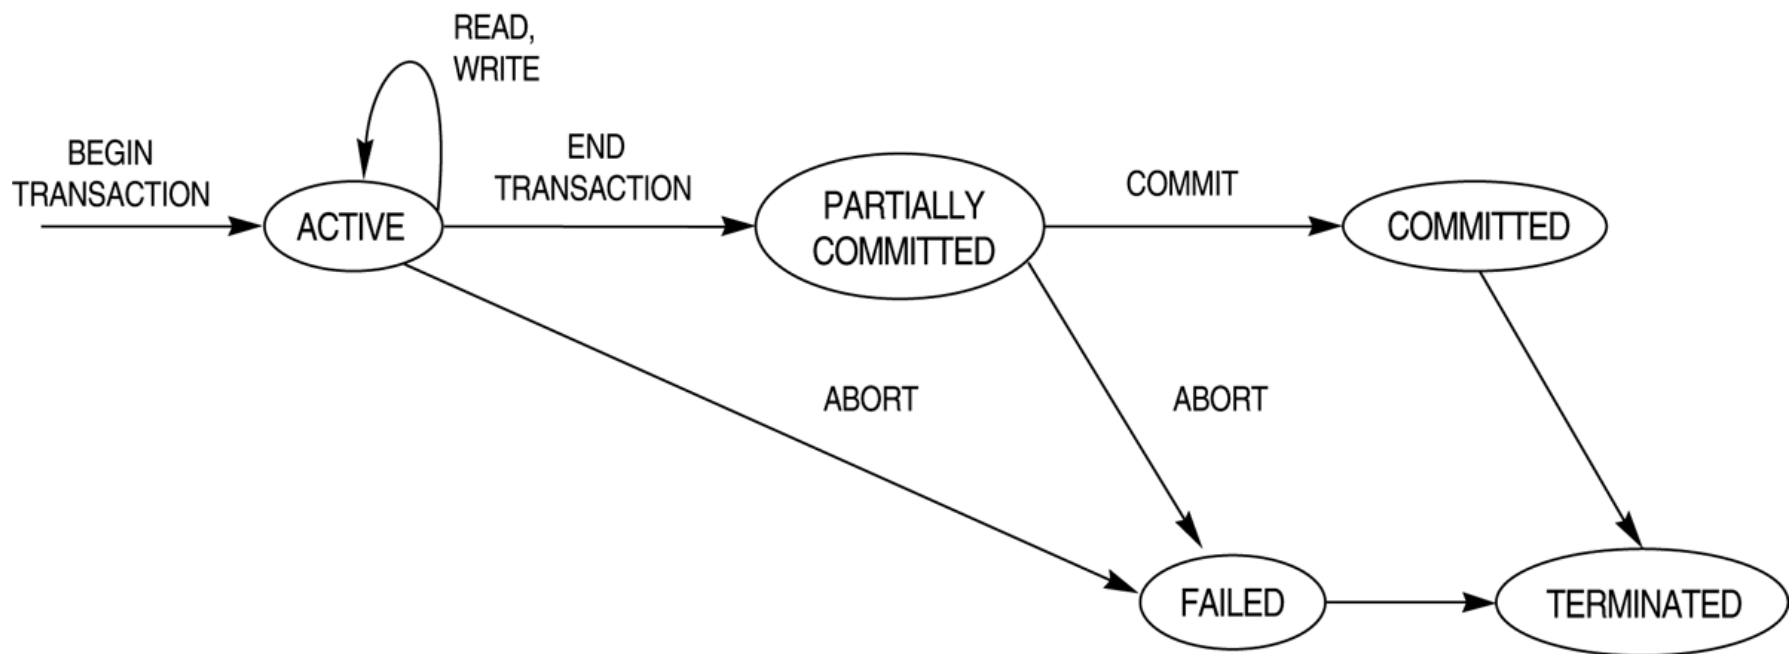 READ,
WRITE
BEGIN
TRANSACTION
END
TRANSACTION
COMMIT
ACTIVE
PARTIALLY
COMMITTED
COMMITTED
ABORT
ABORT
FAILED
TERMINATED